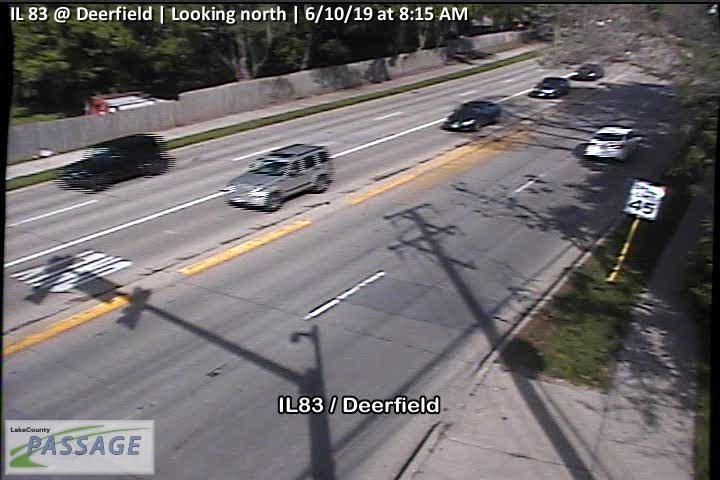 IL 83 @ Deerfield | Looking north | 6/10/19 at 8:15 AM
45
IL83 / Deerfield
LakeCounty
PASSAGE